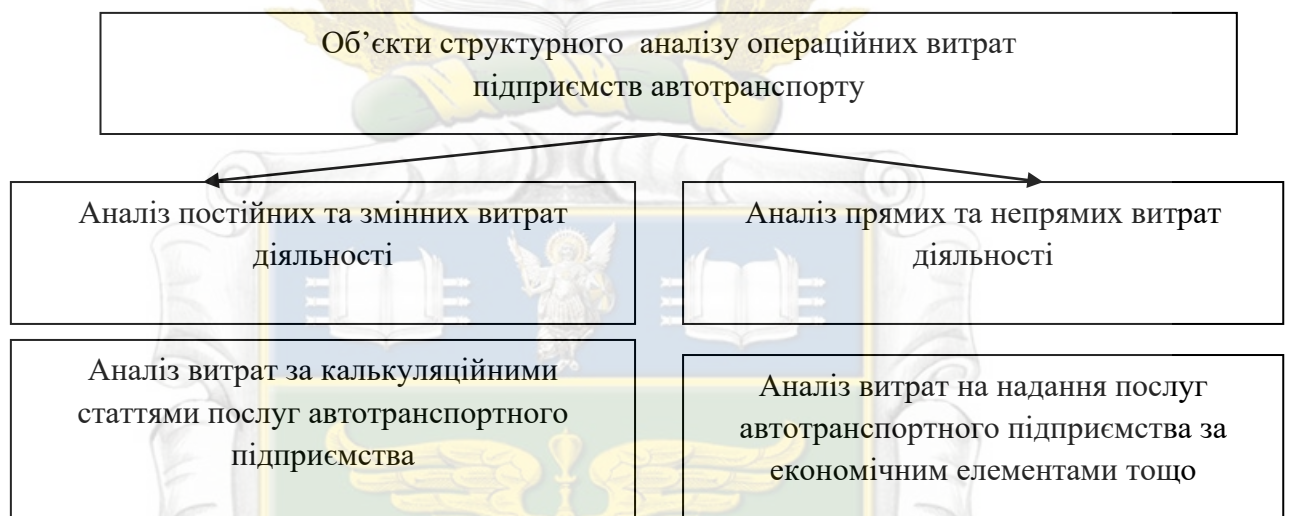 Об’єкти структурного аналізу операційних витрат
підприємств автотранспорту
Аналіз постійних та змінних витрат
діяльності
Аналіз прямих та непрямих витрат
діяльності
Аналіз витрат за калькуляційними
статтями послуг автотранспортного
підприємства
Аналіз витрат на надання послуг
автотранспортного підприємства за
економічним елементами тощо